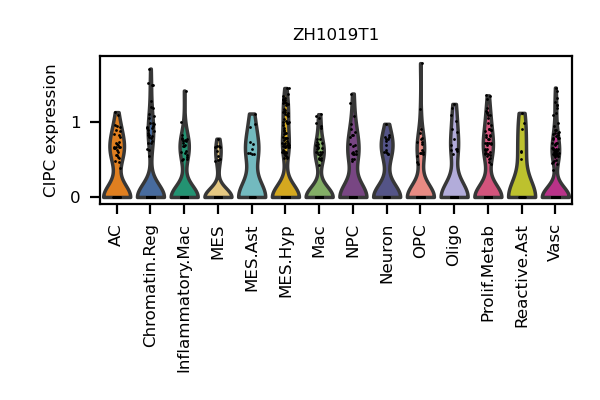 ZH1019T1
CIPC expression
1
0
AC
Chromatin.Reg
Inflammatory.Mac
MES
MES.Ast
MES.Hyp
Mac
NPC
Neuron
OPC
Oligo
Prolif.Metab
Reactive.Ast
Vasc